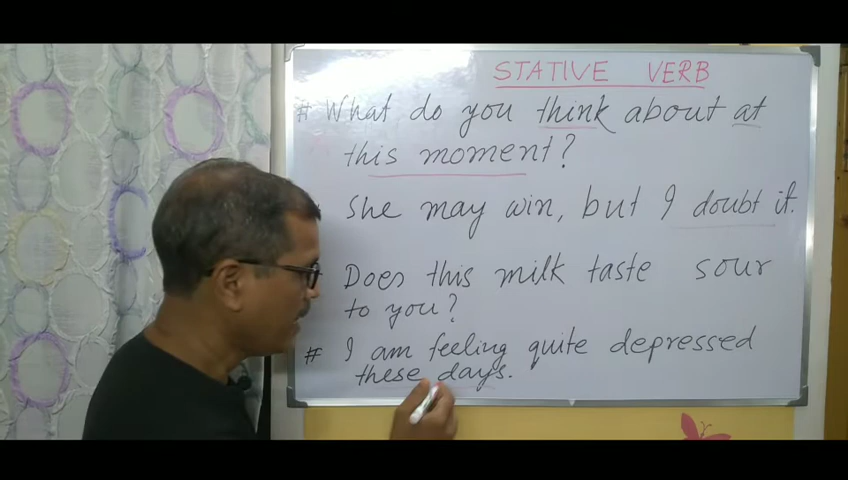 STATIVE VERB
# What do you think about at
this moment?
She may win, but I doubt it.
Does this milk taste sour
to you?
# I am feeling quite depressed
these days.